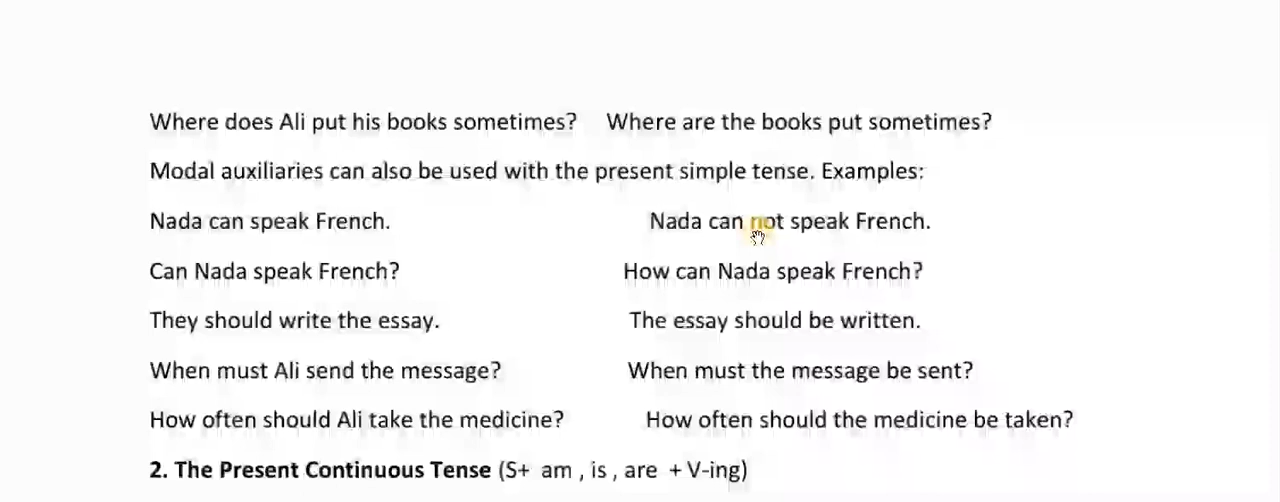 Where does Ali put his books sometimes? Where are the books put sometimes?
Modal auxiliaries can also be used with the present simple tense. Examples:
Nada can speak French. Nada can not speak French.
Can Nada speak French? How can Nada speak French?
They should write the essay. The essay should be written.
When must Ali send the message? When must the message be sent?
How often should Ali take the medicine? How often should the medicine be taken?
2. The Present Continuous Tense (S+ am , is , are + V-ing)